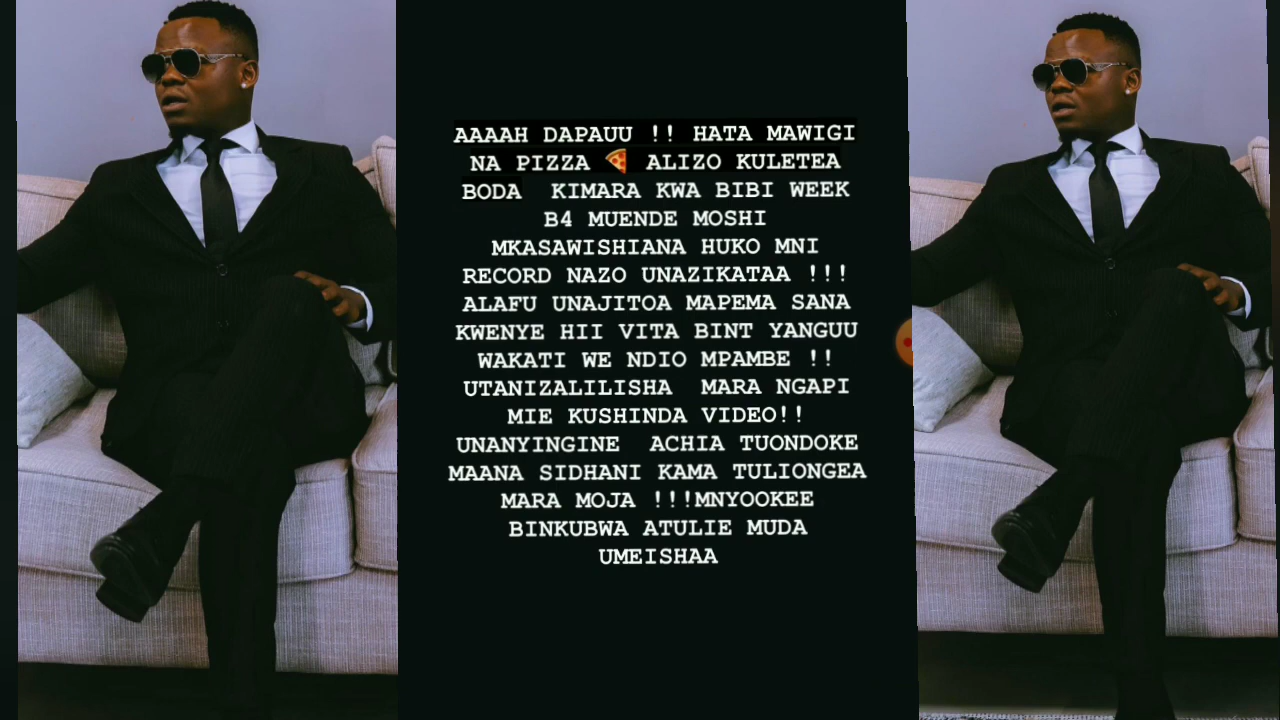 AAAAH DAPAUU !! HATA MAWIGI
NA PIZZA 🍕 ALIZO KULETEA
BODA KIMARA KWA BIBI WEEK
B4 MUENDE MOSHI
MKASAWISHIANA HUKO MNI
RECORD NAZO UNAZIKATAA !!!
ALAFU UNAJITOA MAPEMA SANA
KWENYE HII VITA BINT YANGUU
WAKATI WE NDIO MPAMBE !!
UTANIZALILISHA MARA NGAPI
MIE KUSHINDA VIDEO!!
UNANYINGINE ACHIA TUONDOKE
MAANA SIDHANI KAMA TULIONGEA
MARA MOJA !!!MNYOOKEE
BINKUBWA ATULIE MUDA
UMEISHAA